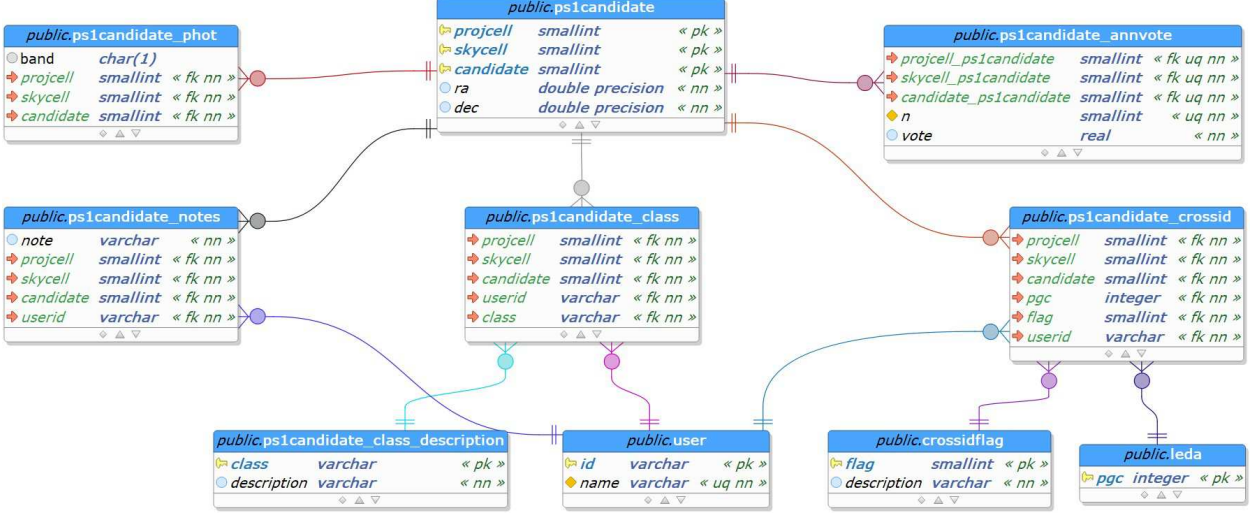 public.ps1candidate_phot
band char(1)
projcell smallint « fk nn »
skycell smallint « fk nn »
candidate smallint « fk nn »
public.ps1candidate
projcell smallint « pk »
skycell smallint « pk »
candidate smallint « pk »
ra double precision « nn »
dec double precision « nn »
public.ps1candidate_annvote
projcell_ps1candidate smallint « fk uq nn »
skycell_ps1candidate smallint « fk uq nn »
candidate_ps1candidate smallint « fk uq nn »
n smallint « uq nn »
vote real « nn »
public.ps1candidate_notes
note varchar « nn »
projcell smallint « fk nn »
skycell smallint « fk nn »
candidate smallint « fk nn »
userid varchar « fk nn »
public.ps1candidate_class
projcell smallint « fk nn »
skycell smallint « fk nn »
candidate smallint « fk nn »
userid varchar « fk nn »
class varchar « fk nn »
public.ps1candidate_crossid
projcell smallint « fk nn »
skycell smallint « fk nn »
candidate smallint « fk nn »
pgc integer « fk nn »
flag smallint « fk nn »
userid varchar « fk nn »
public.ps1candidate_class_description
class varchar « pk »
description varchar « nn »
public.user
id varchar « pk »
name varchar « uq nn »
public.crossidflag
flag smallint « pk »
description varchar « nn »
public.leda
pgc integer « pk »